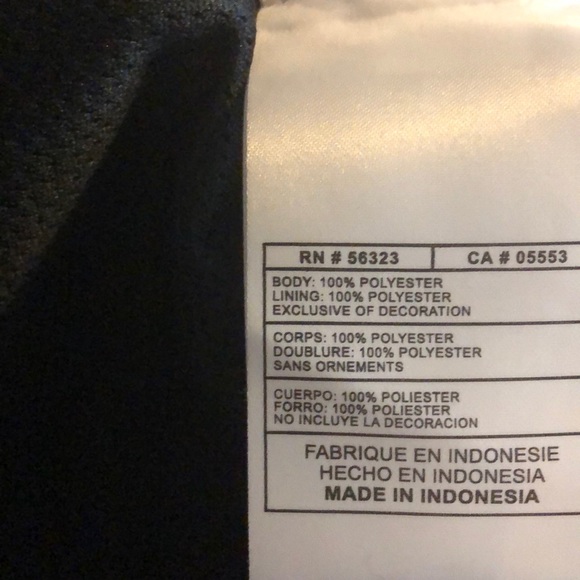 RN # 56323 CA # 05553
BODY: 100% POLYESTER
LINING: 100% POLYESTER
EXCLUSIVE OF DECORATION
CORPS: 100% POLYESTER
DOUBLURE: 100% POLYESTER
SANS ORNEMENTS
CUERPO: 100% POLIESTER
FORRO: 100% POLIESTER
NO INCLUYE LA DECORACION
FABRIQUE EN INDONESIE
HECHO EN INDONESIA
MADE IN INDONESIA